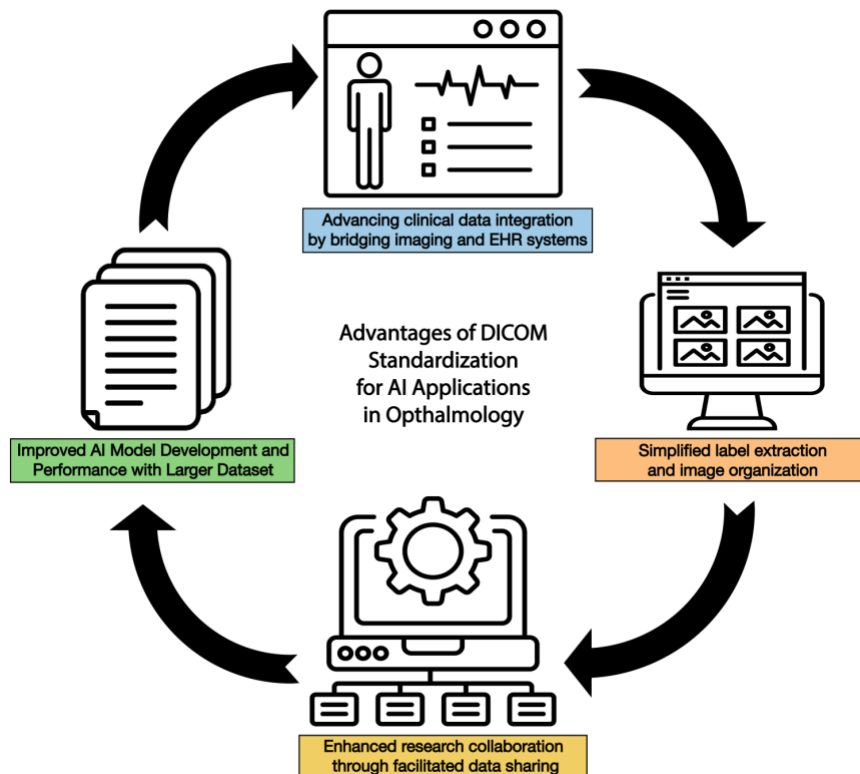 Advancing clinical data integration
by bridging imaging and EHR systems
Advantages of DICOM
Standardization
for AI Applications
in Opthalmology
Improved AI Model Development and
Performance with Larger Dataset
Simplified label extraction
and image organization
Enhanced research collaboration
through facilitated data sharing